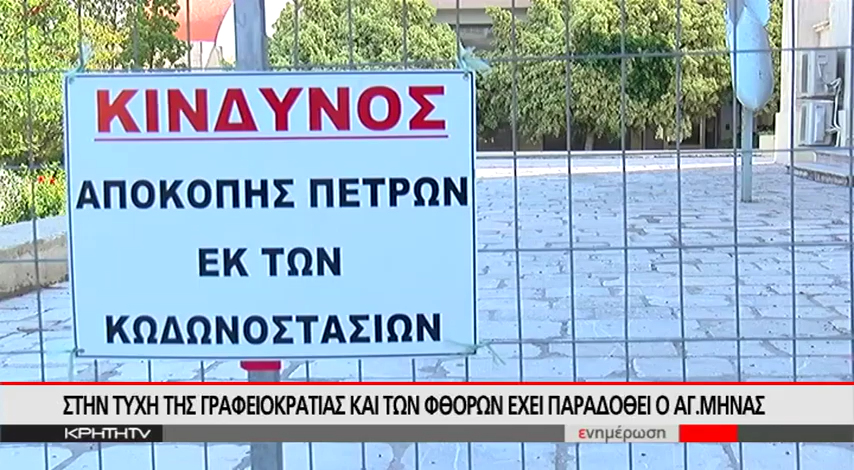 ΚΙΝΔΥΝΟΣ
ΑΠΟΚΟΠΗΣ ΠΕΤΡΩΝ
ΕΚ ΤΩΝ
ΚΩΔΩΝΟΣΤΑΣΙΩΝ
ΣΤΗΝ ΤΥΧΗ ΤΗΣ ΓΡΑΦΕΙΟΚΡΑΤΙΑΣ ΚΑΙ ΤΩΝ ΦΘΟΡΩΝ ΕΧΕΙ ΠΑΡΑΔΟΘΕΙ Ο ΑΓ.ΜΗΝΑΣ
ΚΡΗΤΗTV
ενημέρωση